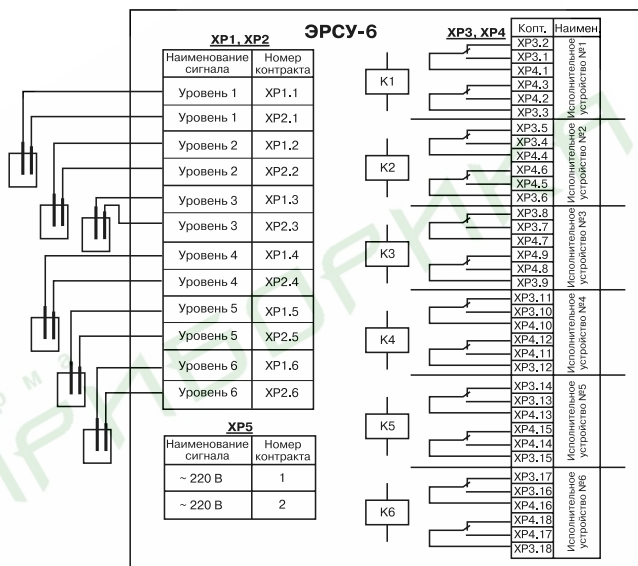 ЭРСУ-6
XP1, XP2
Наименование сигнала
Номер контракта
Уровень 1 XP1.1
Уровень 1 XP2.1
Уровень 2 XP1.2
Уровень 2 XP2.2
Уровень 3 XP1.3
Уровень 3 XP2.3
Уровень 4 XP1.4
Уровень 4 XP2.4
Уровень 5 XP1.5
Уровень 5 XP2.5
Уровень 6 XP1.6
Уровень 6 XP2.6
XP5
Наименование сигнала
Номер контракта
~ 220 В 1
~ 220 В 2
K1
K2
K3
K4
K5
K6
XP3, XP4
Копт. Наимен.
XP3.2
XP3.1
XP4.1
XP4.3
XP4.2
XP3.3
Исполнительное устройство №1
XP3.5
XP3.4
XP4.4
XP4.6
XP4.5
XP3.6
Исполнительное устройство №2
XP3.8
XP3.7
XP4.7
XP4.9
XP4.8
XP3.9
Исполнительное устройство №3
XP3.11
XP3.10
XP4.10
XP4.12
XP4.11
XP3.12
Исполнительное устройство №4
XP3.14
XP3.13
XP4.13
XP4.15
XP4.14
XP3.15
Исполнительное устройство №5
XP3.17
XP3.16
XP4.16
XP4.18
XP4.17
XP3.18
Исполнительное устройство №6
ПРИБОРИКА